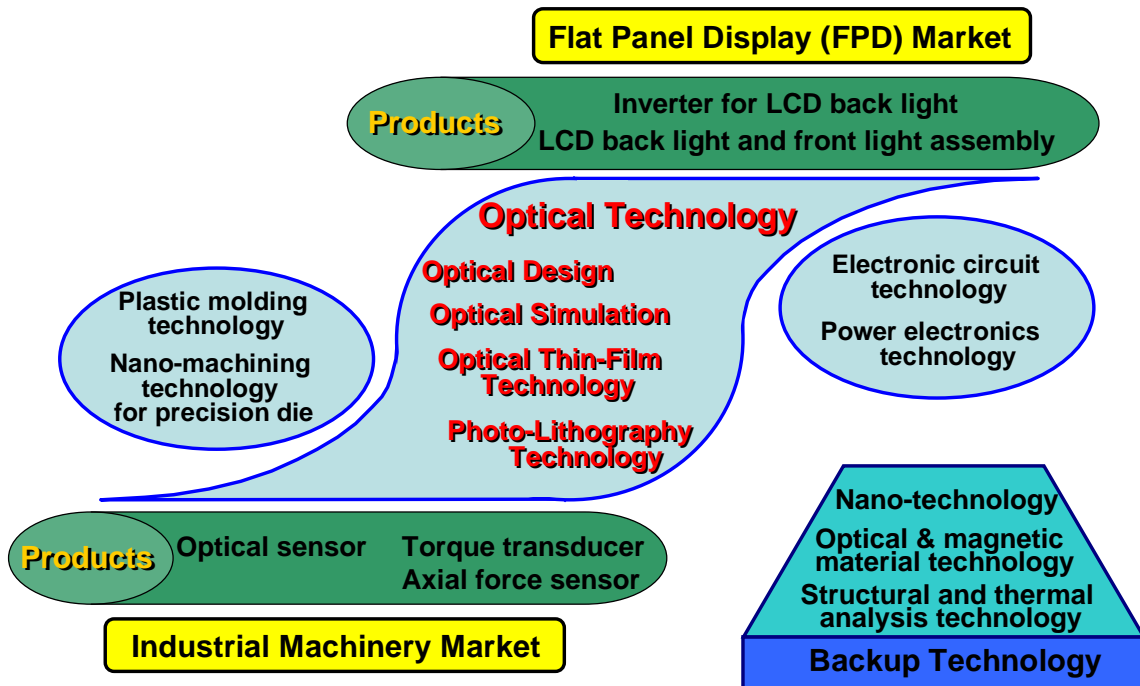 Flat Panel Display (FPD) Market
Products
Inverter for LCD back light
LCD back light and front light assembly
Optical Technology
Optical Design
Optical Simulation
Optical Thin-Film
Technology
Photo-Lithography
Technology
Plastic molding
technology
Nano-machining
technology
for precision die
Electronic circuit
technology
Power electronics
technology
Products
Optical sensor
Torque transducer
Axial force sensor
Industrial Machinery Market
Nano-technology
Optical & magnetic
material technology
Structural and thermal
analysis technology
Backup Technology